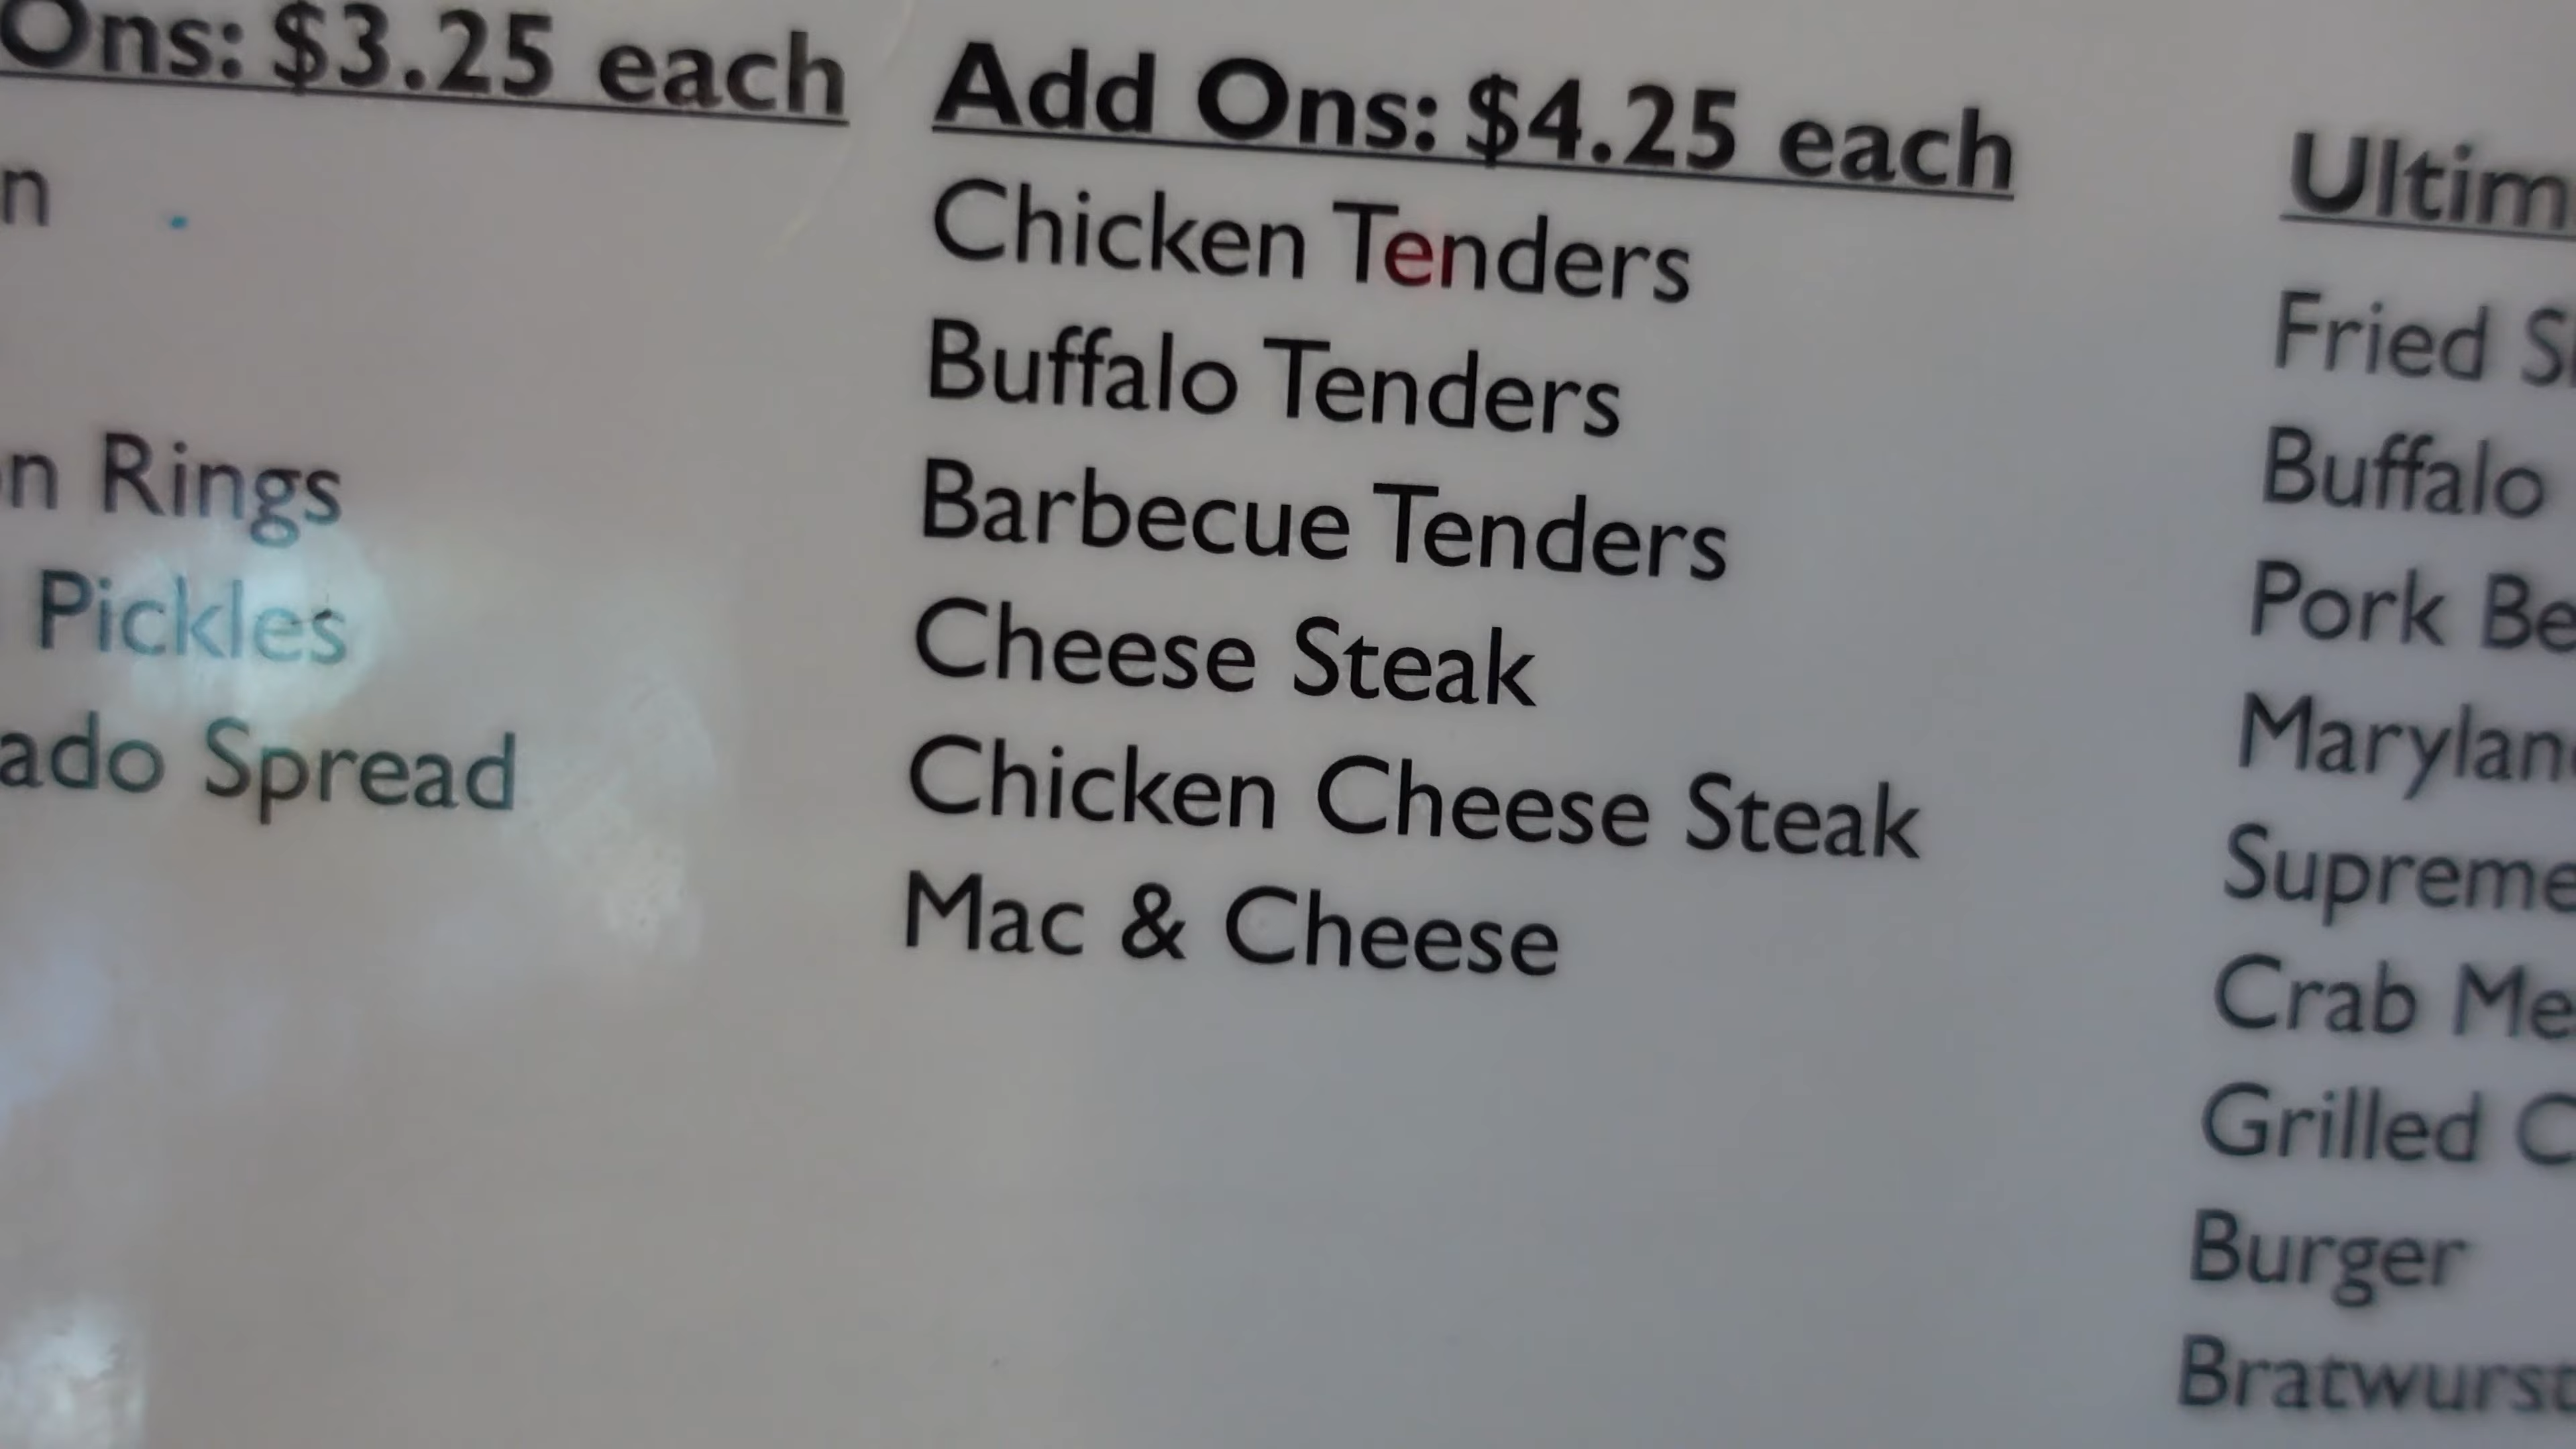 Ons: $3.25 each
Rings
Pickles
Spread
Add Ons: $4.25 each
Chicken Tenders
Buffalo Tenders
Barbecue Tenders
Cheese Steak
Chicken Cheese Steak
Mac & Cheese
Fried
Buffalo
Pork
Supreme
Crab
Grilled
Burger
Bratwurst